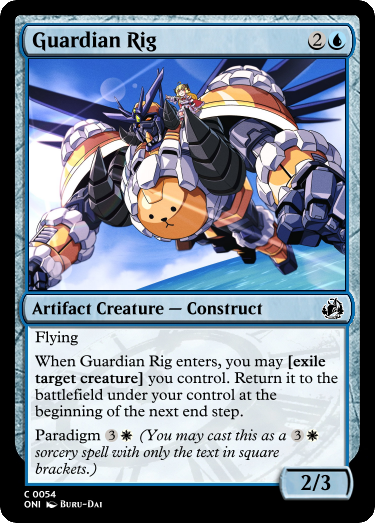 Guardian Rig 2
Artifact Creature — Construct
Flying
When Guardian Rig enters, you may [exile
target creature] you control. Return it to the
battlefield under your control at the
beginning of the next end step.
Paradigm 3 (You may cast this as a 3
sorcery spell with only the text in square
brackets.)
2/3
C 0054
ONI Buru-Dai